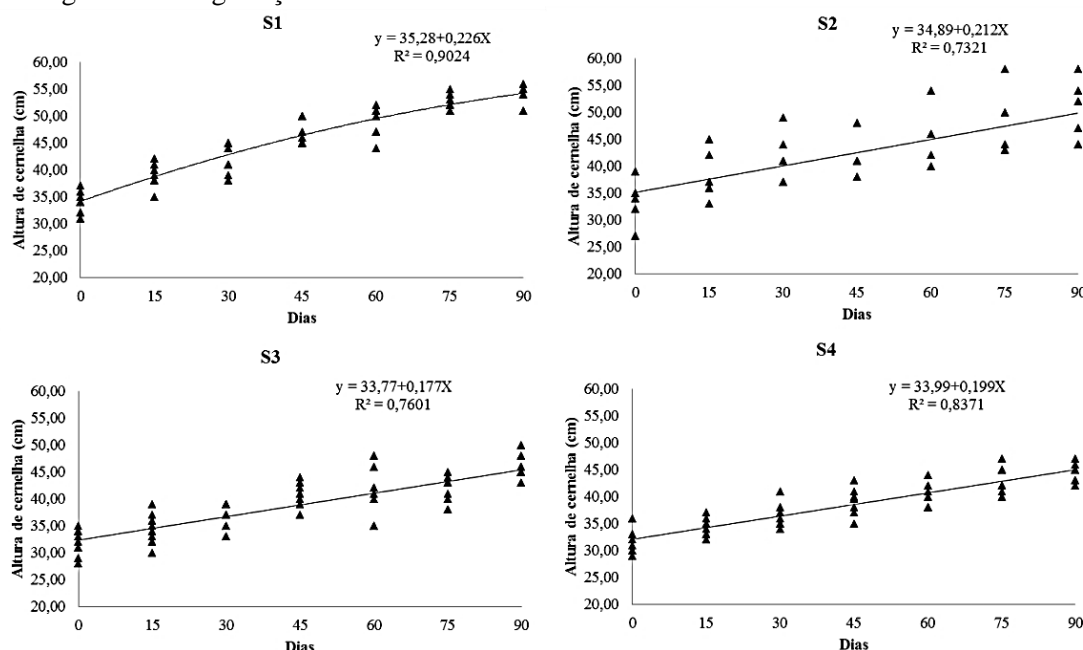 S1
y = 35,28+0,226X
R² = 0,9024
Altura de cernelha (cm)
60,00
55,00
50,00
45,00
40,00
35,00
30,00
25,00
20,00
0 15 30 45 60 75 90
Dias
S2
y = 34,89+0,212X
R² = 0,7321
Altura de cernelha (cm)
60,00
55,00
50,00
45,00
40,00
35,00
30,00
25,00
20,00
0 15 30 45 60 75 90
Dias
S3
y = 33,77+0,177X
R² = 0,7601
Altura de cernelha (cm)
60,00
55,00
50,00
45,00
40,00
35,00
30,00
25,00
20,00
0 15 30 45 60 75 90
Dias
S4
y = 33,99+0,199X
R² = 0,8371
Altura de cernelha (cm)
60,00
55,00
50,00
45,00
40,00
35,00
30,00
25,00
20,00
0 15 30 45 60 75 90
Dias